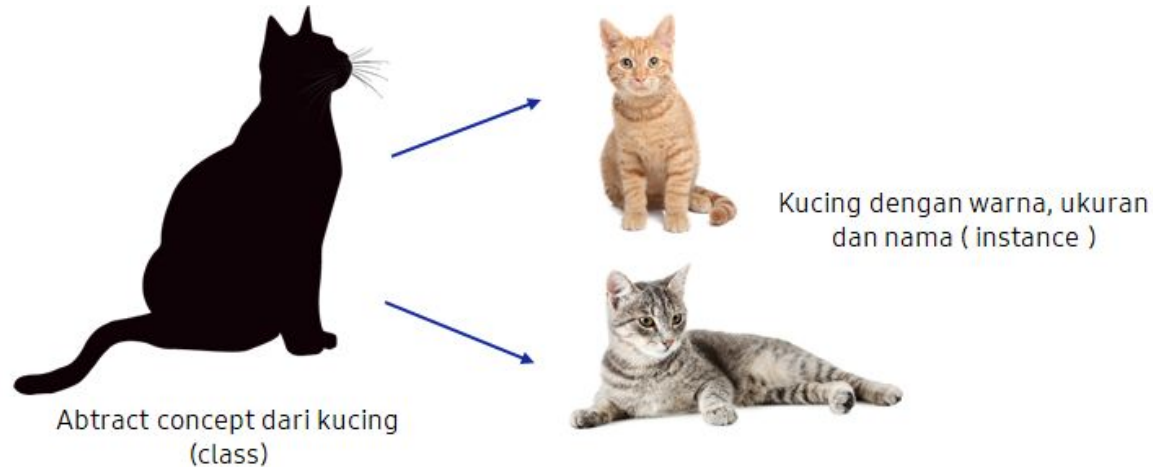 Kucing dengan warna, ukuran
dan nama ( instance )
Abtract concept dari kucing
(class)